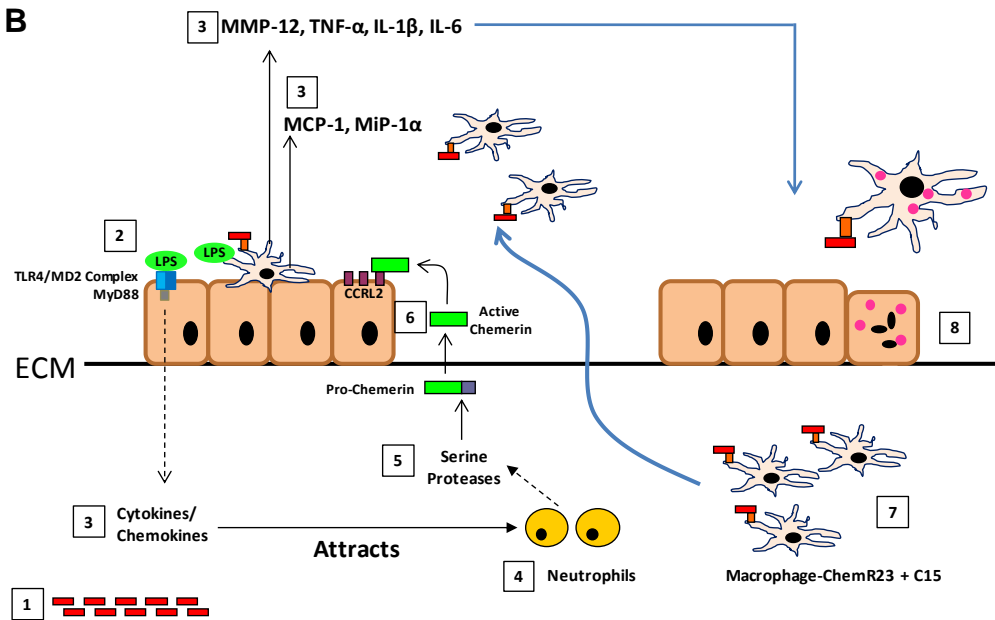 B
3 MMP-12, TNF-α, IL-1β, IL-6
3
MCP-1, MiP-1α
2
LPS
LPS
TLR4/MD2 Complex
MyD88
CCRL2
6
Active
Chemerin
8
ECM
Pro-Chemerin
5
Serine
Proteases
3
Cytokines/
Chokemines
Attracts
7
4 Neutrophils
Macrophage-ChemR23 + C15
1